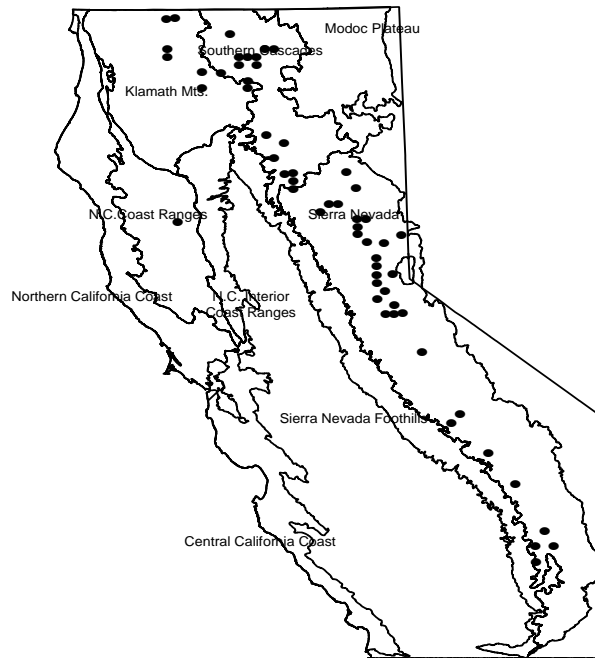 Modoc Plateau
Southern Cascades
Klamath Mts.
N.C.Coast Ranges
Sierra Nevada
Northern California Coast
N.C. Interior
Coast Ranges
Sierra Nevada Foothills
Central California Coast